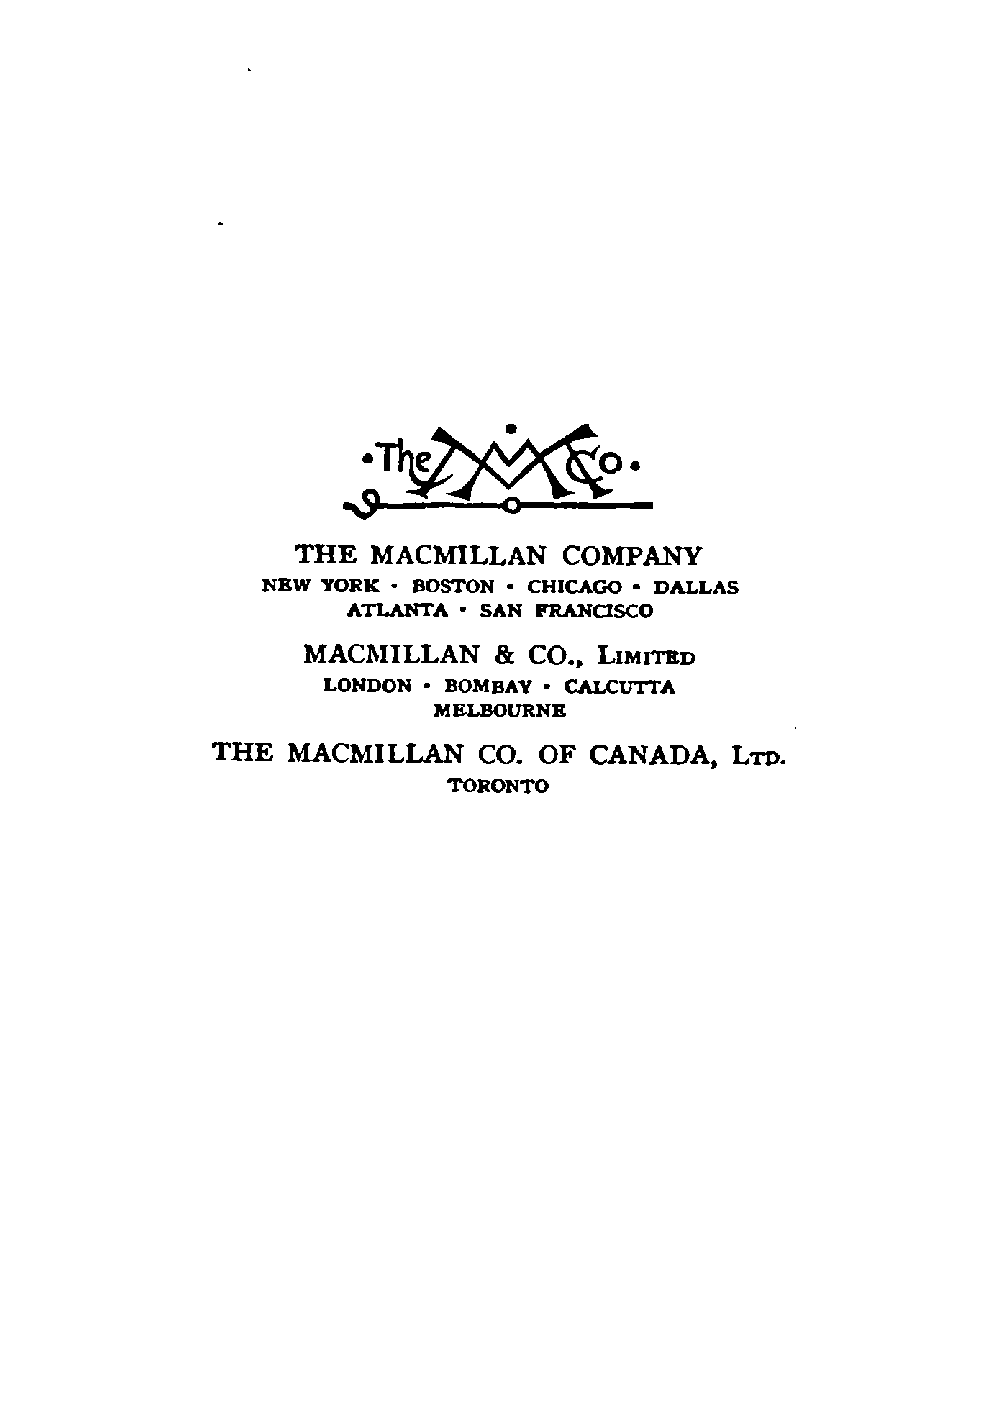 The MM Co.
THE MACMILLAN COMPANY
NEW YORK · BOSTON · CHICAGO · DALLAS
ATLANTA · SAN FRANCISCO
MACMILLAN & CO., LIMITED
LONDON · BOMBAY · CALCUTTA
MELBOURNE
THE MACMILLAN CO. OF CANADA, LTD.
TORONTO